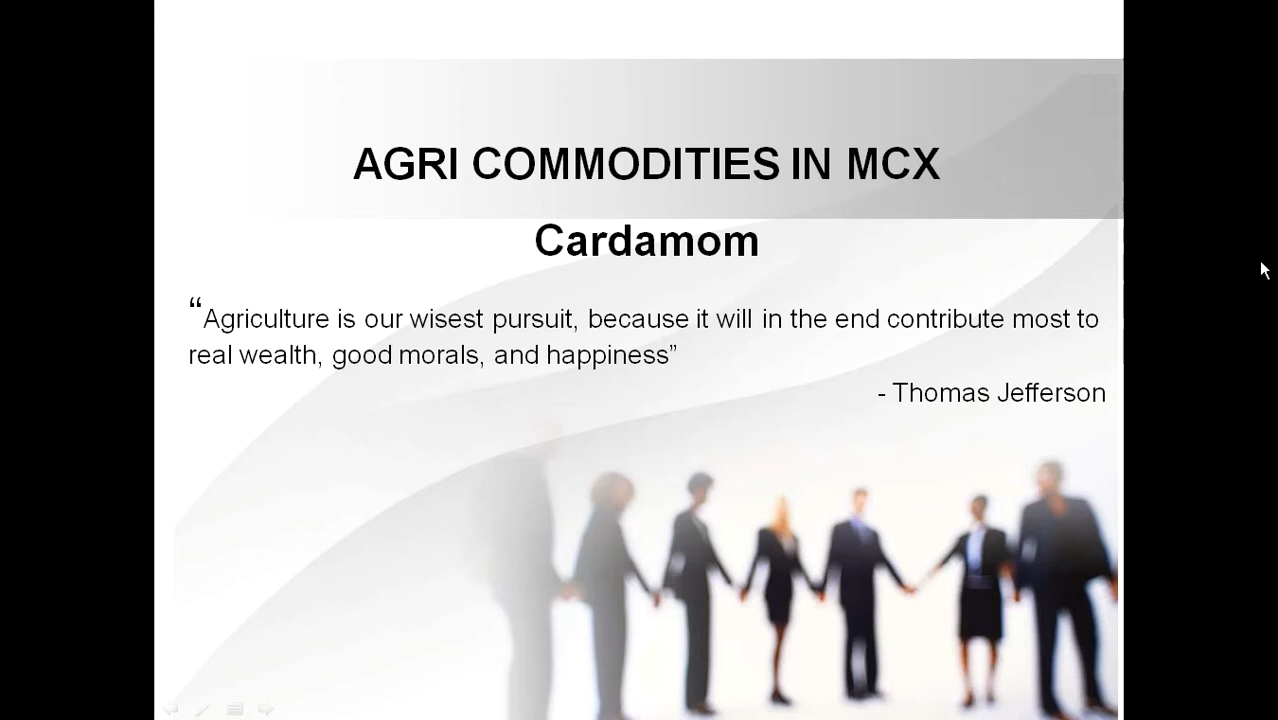 AGRI COMMODITIES IN MCX
Cardamom
“Agriculture is our wisest pursuit, because it will in the end contribute most to
real wealth, good morals, and happiness”
- Thomas Jefferson